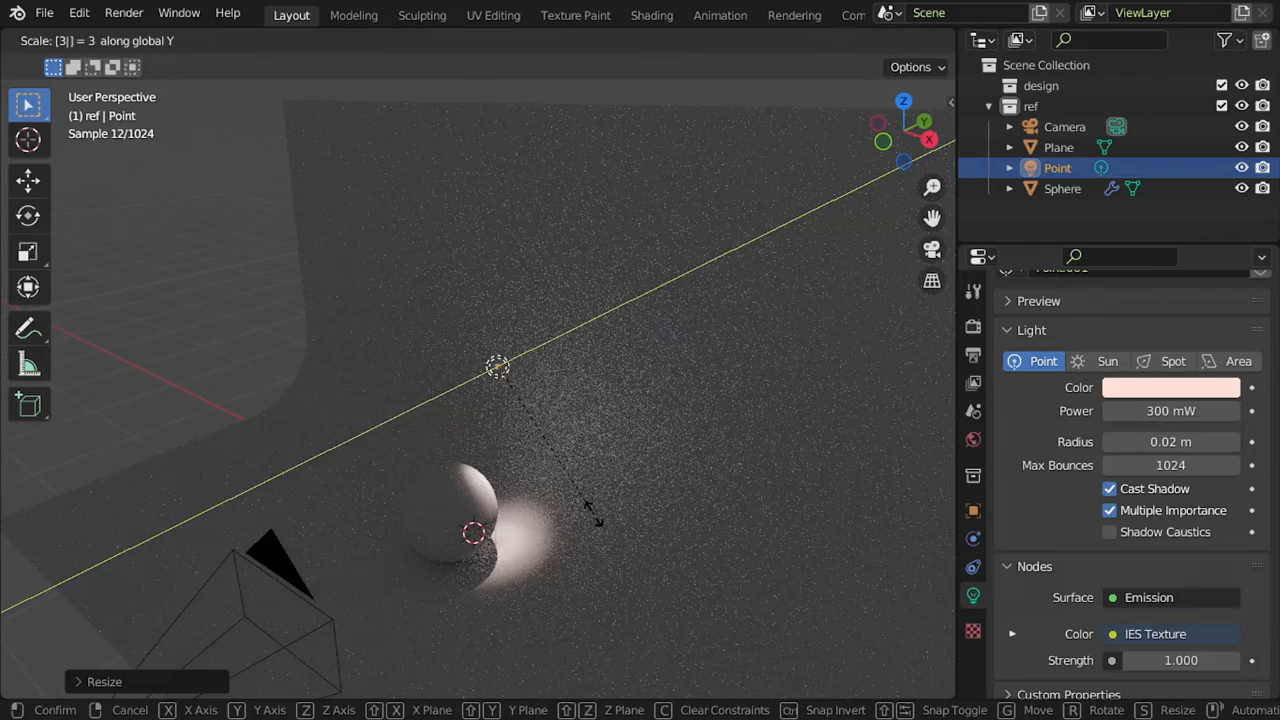 File Edit Render Window Help Layout Modeling Sculpting UV Editing Texture Paint Shading Animation Rendering Com Scene ViewLayer
Scale: [3|] = 3 along global Y
Options
User Perspective
(1) ref | Point
Sample 12/1024
Z
Y
X
Resize
Scene Collection
design
ref
Camera
Plane
Point
Sphere
Preview
Light
Point Sun Spot Area
Color
Power 300 mW
Radius 0.02 m
Max Bounces 1024
Cast Shadow
Multiple Importance
Shadow Caustics
Nodes
Surface Emission
Color IES Texture
Strength 1.000
Custom Properties
Confirm Cancel X X Axis Y Y Axis Z Z Axis X X Plane Y Y Plane Z Z Plane C Clear Constraints Ctrl Snap Invert Snap Toggle G Move R Rotate S Resize Automati